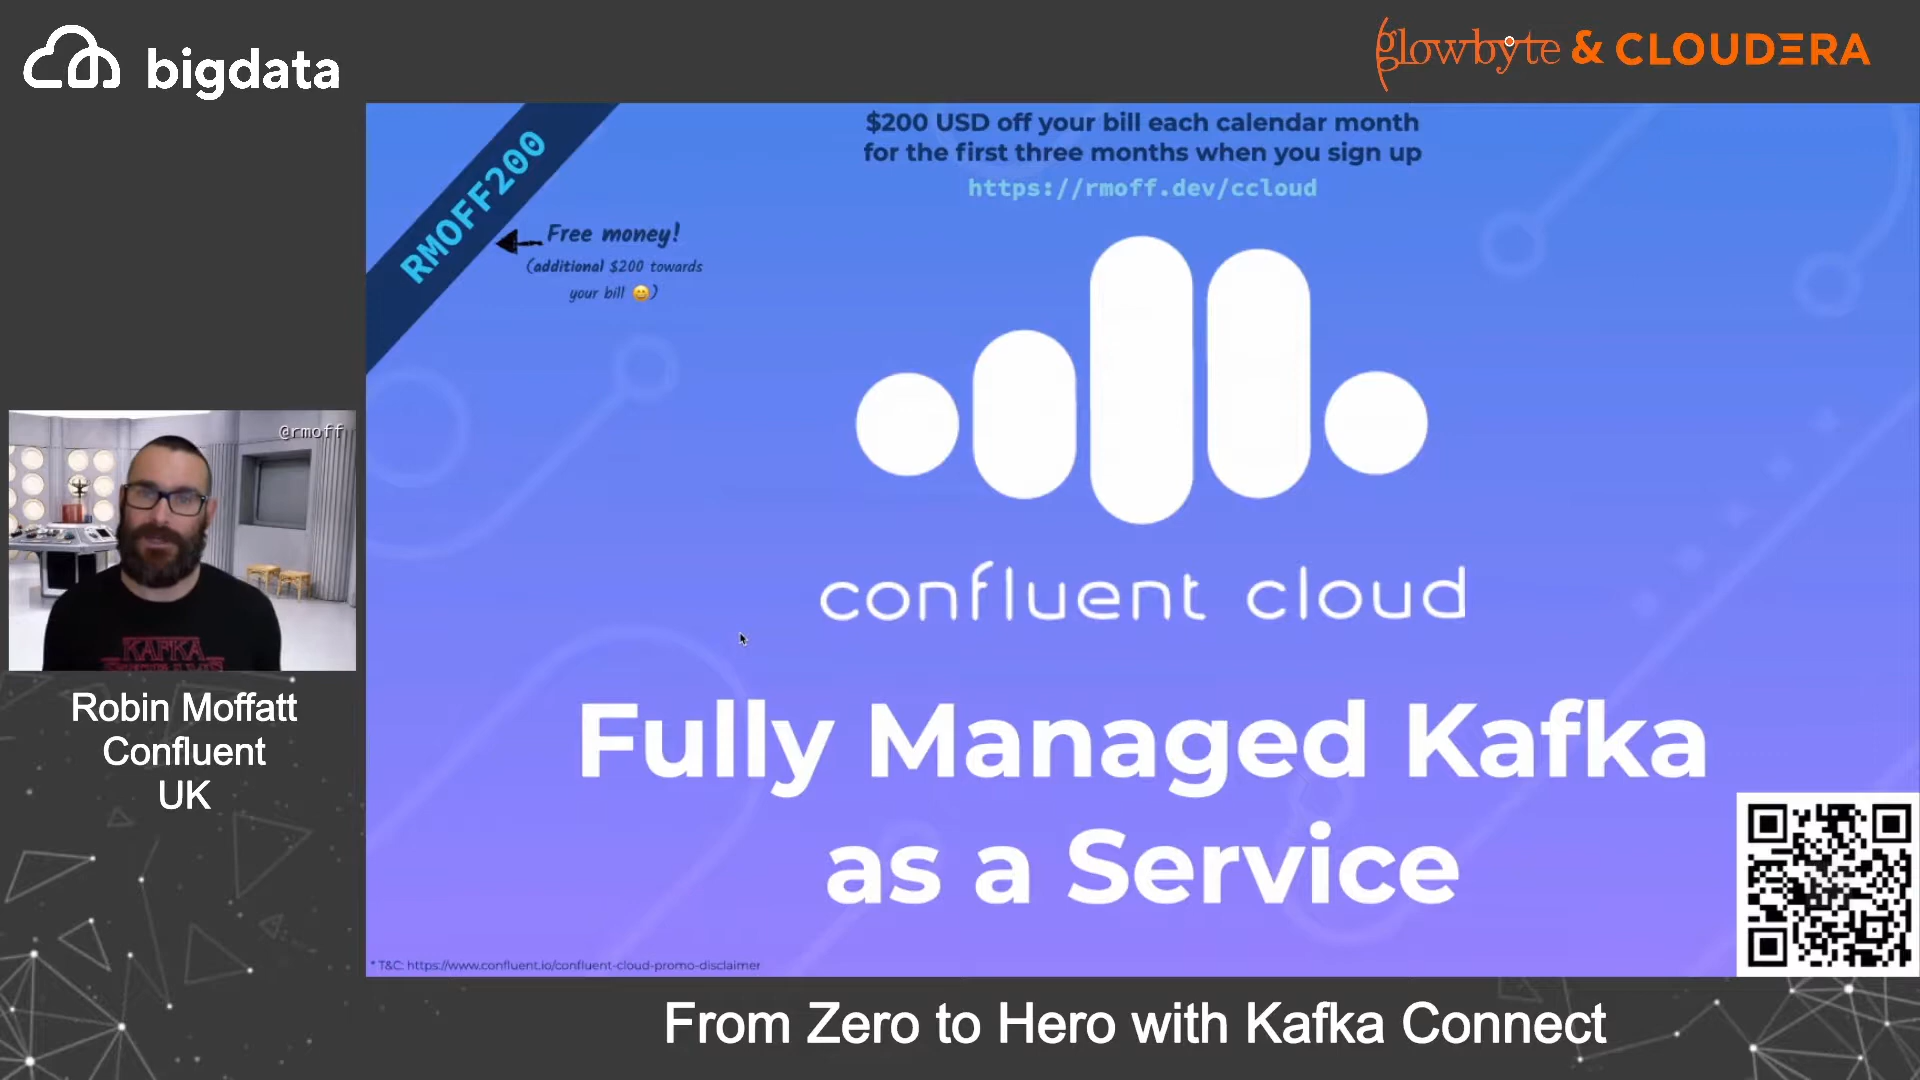 bigdata
glowbyte & CLOUDERA
RMOFF200
$200 USD off your bill each calendar month
for the first three months when you sign up
https://rmoff.dev/ccloud
Free money!
(additional $200 towards
your bill 😄)
@rmoff
KAFKA
confluent cloud
Fully Managed Kafka
as a Service
Robin Moffatt
Confluent
UK
* T&C: https://www.confluent.io/confluent-cloud-promo-disclaimer
From Zero to Hero with Kafka Connect